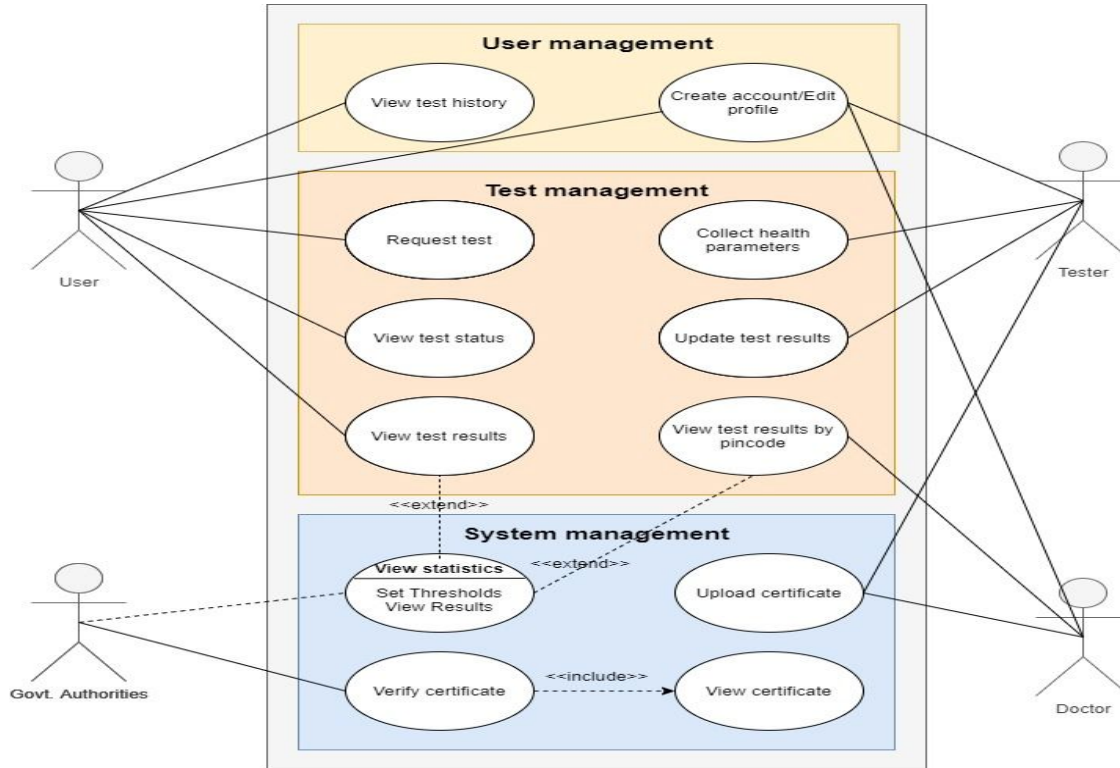 User management
View test history
Create account/Edit
profile
Test management
Request test
Collect health
parameters
User
Tester
View test status
Update test results
View test results
View test results by
pincode
<<extend>>
System management
View statistics
<<extend>>
Set Thresholds
View Results
Upload certificate
<<include>>
Govt. Authorities
Verify certificate
View certificate
Doctor